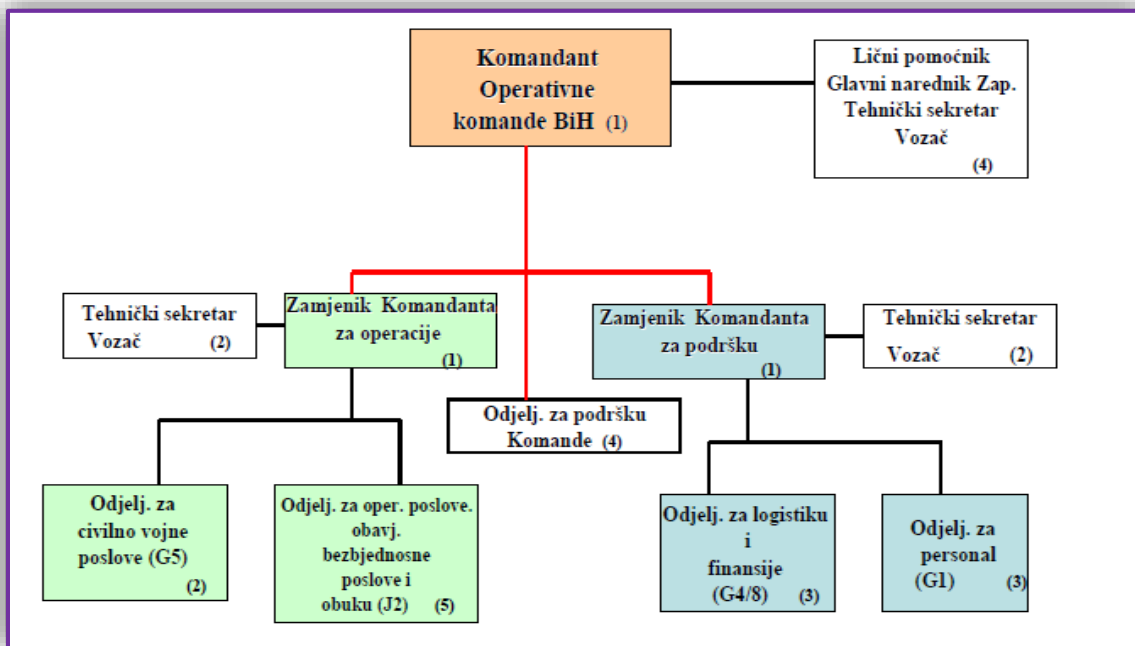 Komandant
Operativne
komande BiH (1)
Lični pomoćnik
Glavni narednik Zap.
Tehnički sekretar
Vozač
(4)
Tehnički sekretar
Vozač (2)
Zamjenik Komandanta
za operacije
(1)
Zamjenik Komandanta
za podršku
(1)
Tehnički sekretar
Vozač (2)
Odjelj. za podršku
Komande (4)
Odjelj. za
civilno vojne
poslove (G5)
(2)
Odjelj. za oper. poslove.
obavj.
bezbjednosne
poslove i
obuku (J2) (5)
Odjelj. za logistiku
i
finansije
(G4/8) (3)
Odjelj. za
personal
(G1) (3)